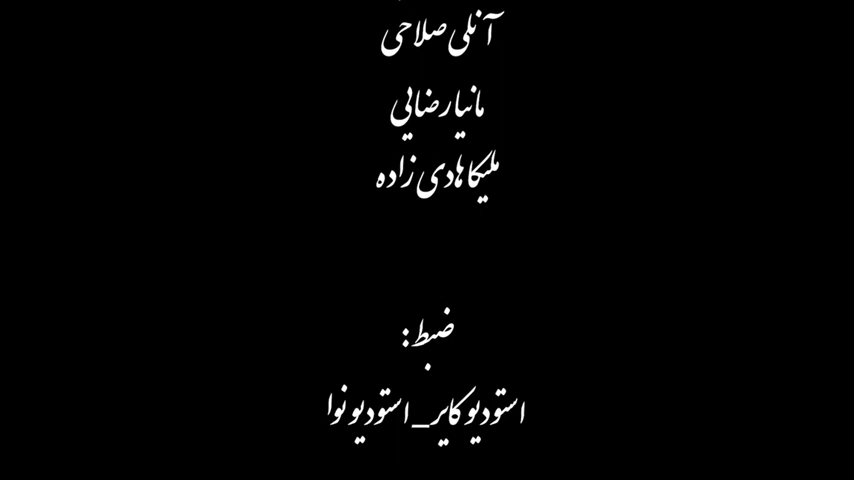 آنلی صلاحی
مانیا رضایی
ملیکا هادی زاده
ضبط:
استودیو کایر_استودیو نوا